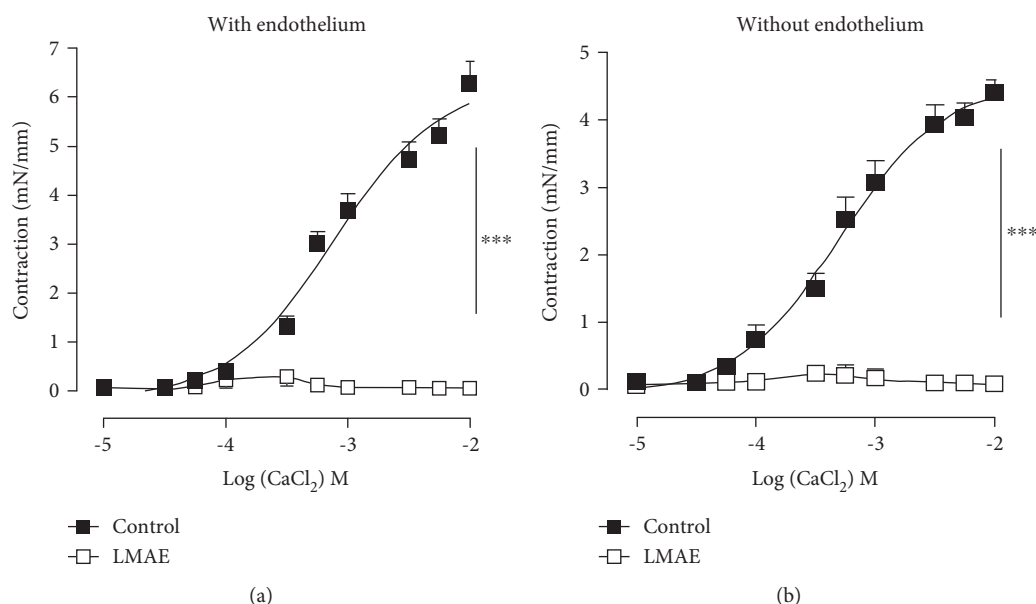 With endothelium
7
6
5
4
3
2
1
0
Contraction (mN/mm)
***
-5 -4 -3 -2
Log (CaCl₂) M
Control
LMAE
(a)
Without endothelium
5
4
3
2
1
0
Contraction (mN/mm)
***
-5 -4 -3 -2
Log (CaCl₂) M
Control
LMAE
(b)